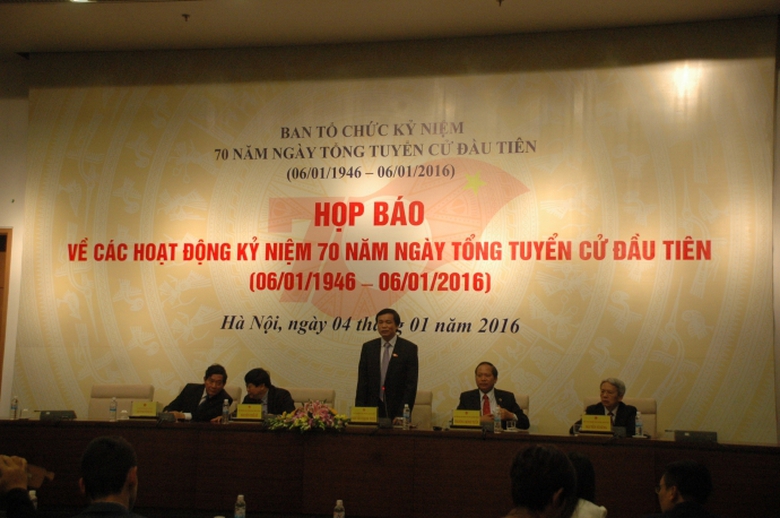 BAN TỔ CHỨC KỶ NIỆM
70 NĂM NGÀY TỔNG TUYỂN CỬ ĐẦU TIÊN
(06/01/1946 – 06/01/2016)
HỌP BÁO
VỀ CÁC HOẠT ĐỘNG KỶ NIỆM 70 NĂM NGÀY TỔNG TUYỂN CỬ ĐẦU TIÊN
(06/01/1946 – 06/01/2016)
Hà Nội, ngày 04 tháng 01 năm 2016